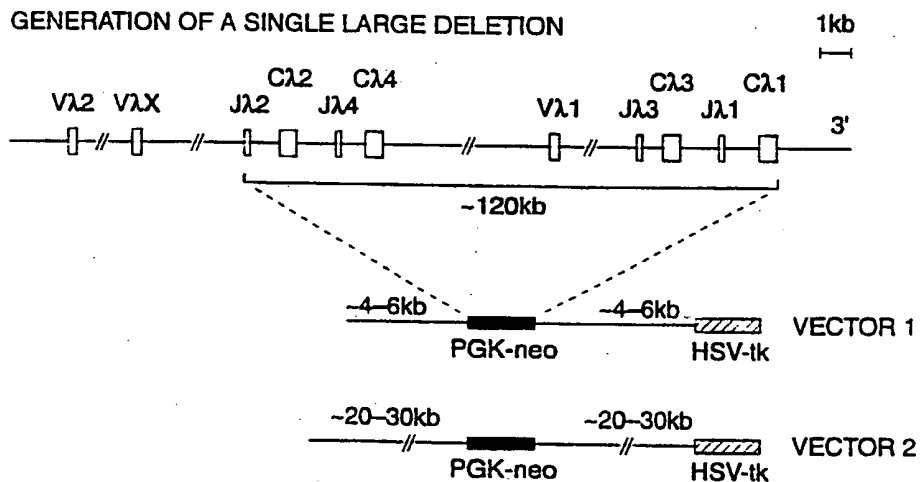 GENERATION OF A SINGLE LARGE DELETION
1kb
Vλ2 VλX Jλ2 Cλ2 Jλ4 Cλ4 Vλ1 Jλ3 Cλ3 Jλ1 Cλ1 3'
~120kb
~4–6kb ~4–6kb VECTOR 1
PGK-neo HSV-tk
~20–30kb ~20–30kb VECTOR 2
PGK-neo HSV-tk